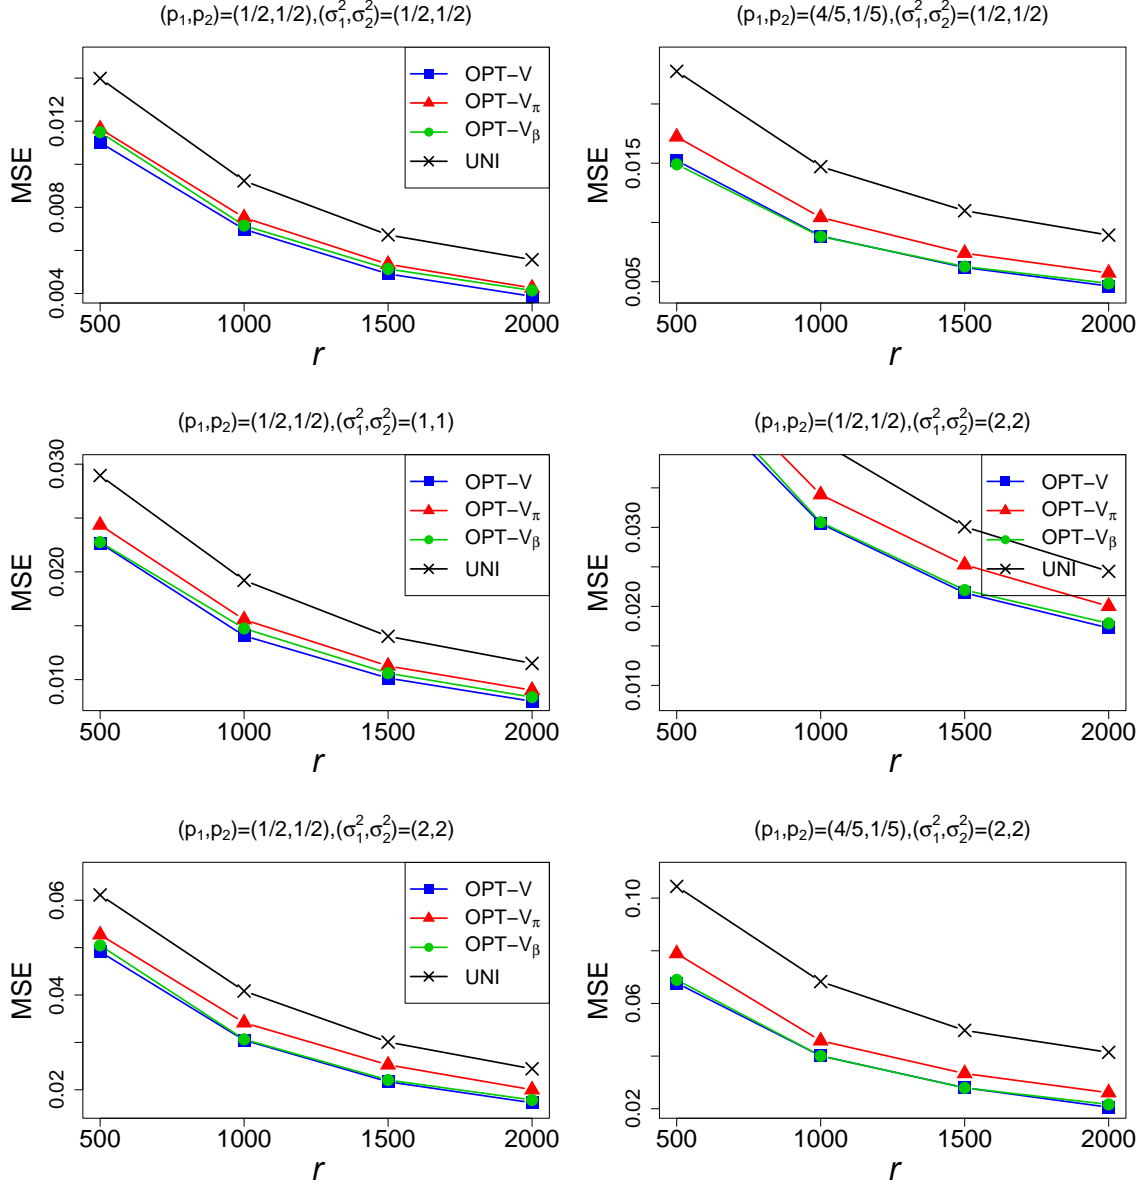 (p₁,p₂)=(1/2,1/2),(σ₁²,σ₂²)=(1/2,1/2)
MSE
0.004
0.008
0.012
OPT−V
OPT−Vπ
OPT−Vβ
UNI
500 1000 1500 2000
r
(p₁,p₂)=(4/5,1/5),(σ₁²,σ₂²)=(1/2,1/2)
MSE
0.005
0.015
500 1000 1500 2000
r
(p₁,p₂)=(1/2,1/2),(σ₁²,σ₂²)=(1,1)
MSE
0.010
0.020
0.030
OPT−V
OPT−Vπ
OPT−Vβ
UNI
500 1000 1500 2000
r
(p₁,p₂)=(1/2,1/2),(σ₁²,σ₂²)=(2,2)
MSE
0.010
0.020
0.030
OPT−V
OPT−Vπ
OPT−Vβ
UNI
500 1000 1500 2000
r
(p₁,p₂)=(1/2,1/2),(σ₁²,σ₂²)=(2,2)
MSE
0.02
0.04
0.06
OPT−V
OPT−Vπ
OPT−Vβ
UNI
500 1000 1500 2000
r
(p₁,p₂)=(4/5,1/5),(σ₁²,σ₂²)=(2,2)
MSE
0.02
0.06
0.10
500 1000 1500 2000
r